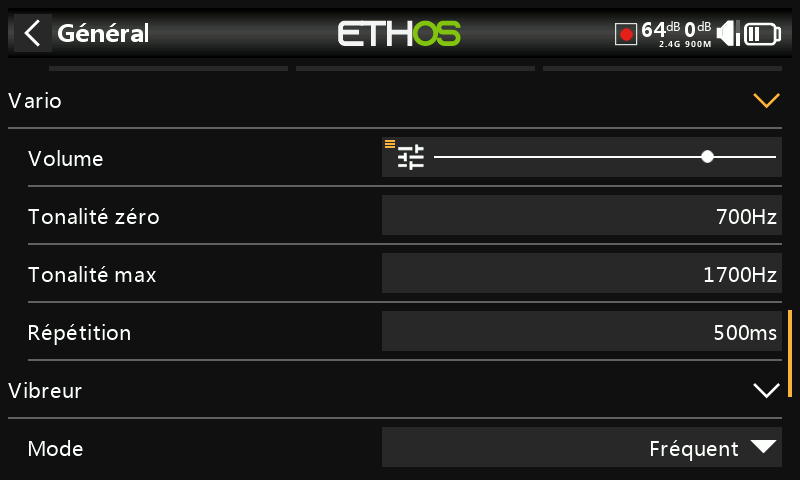 Général
ETHOS
64dB 0dB
2.4G 900M
Vario
Volume
Tonalité zéro
700Hz
Tonalité max
1700Hz
Répétition
500ms
Vibreur
Mode
Fréquent